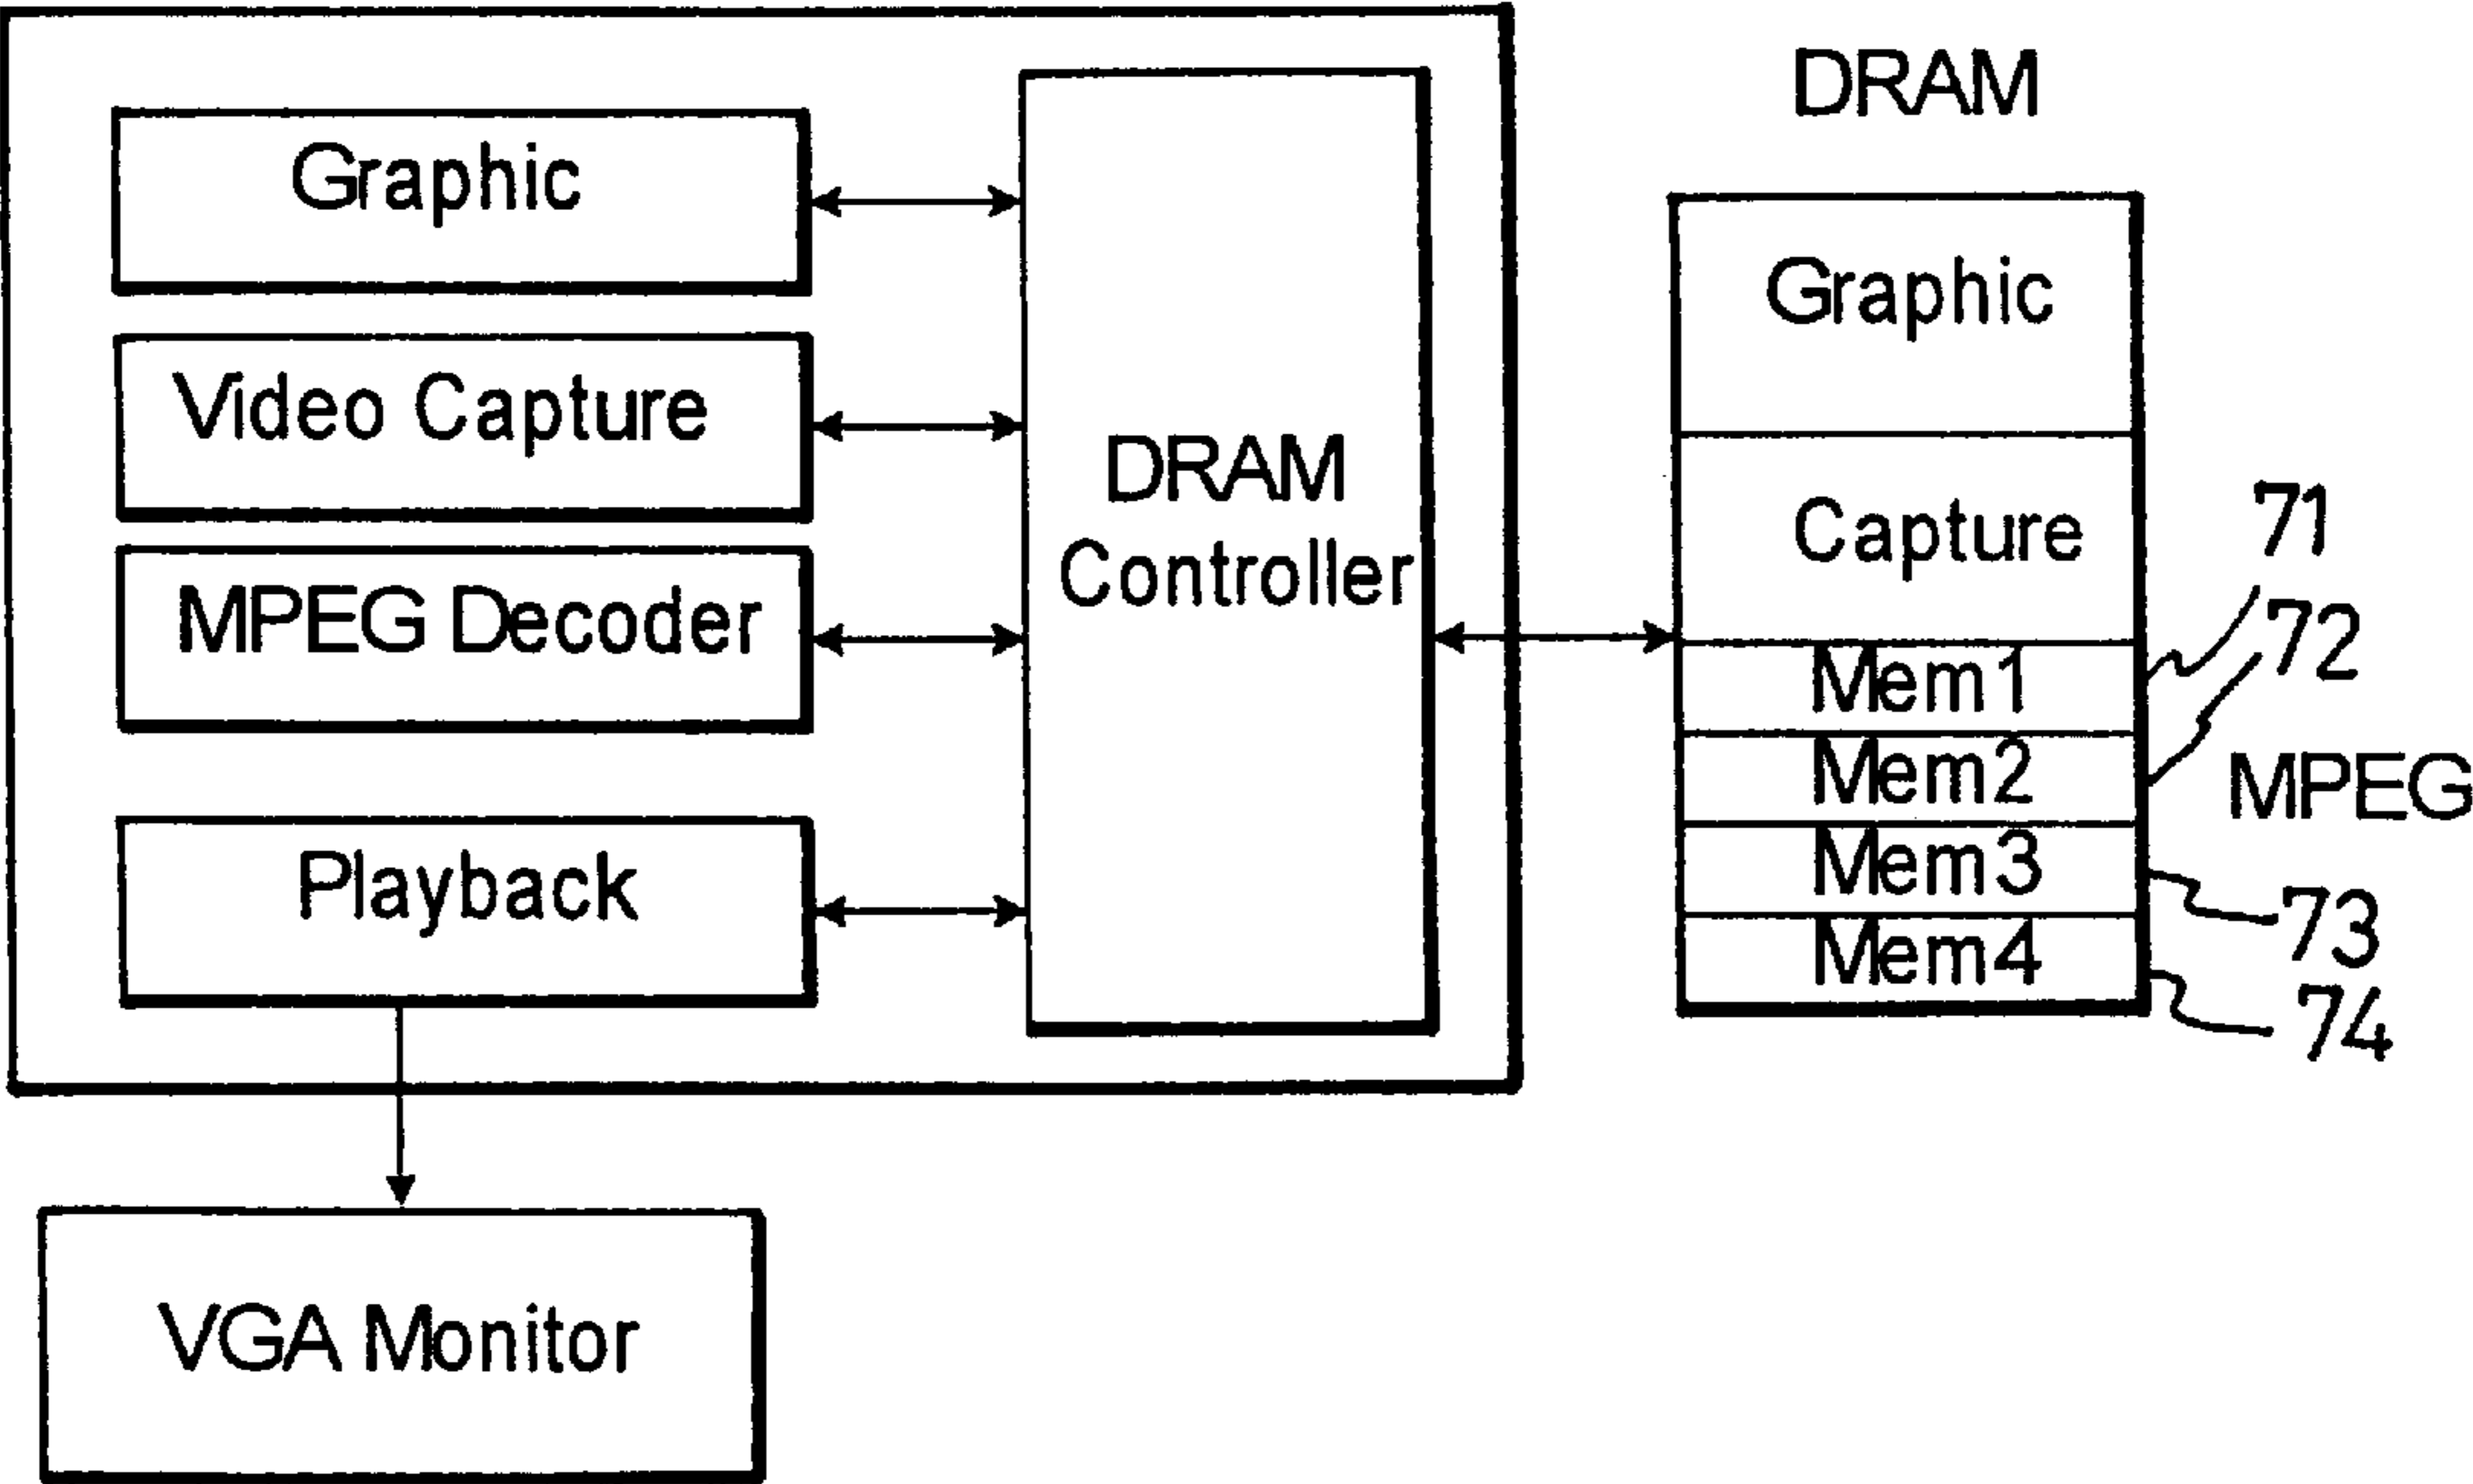 Graphic
Video Capture
MPEG Decoder
Playback
DRAM
Controller
VGA Monitor
DRAM
Graphic
Capture
Mem1
Mem2
Mem3
Mem4
71
72
MPEG
73
74